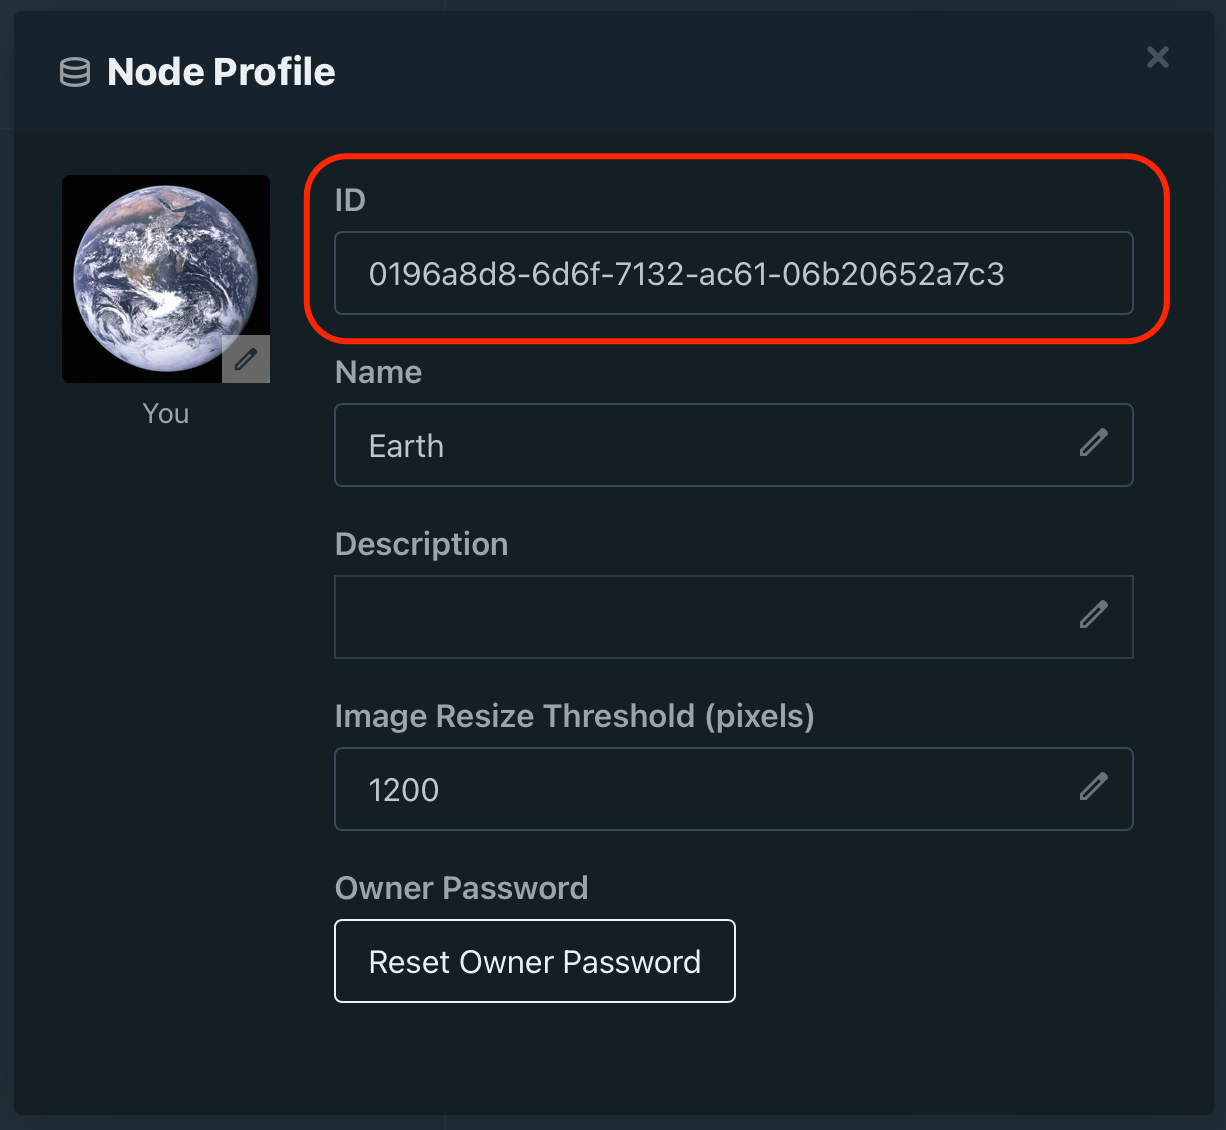 Node Profile
ID
0196a8d8-6d6f-7132-ac61-06b20652a7c3
You
Name
Earth
Description
Image Resize Threshold (pixels)
1200
Owner Password
Reset Owner Password